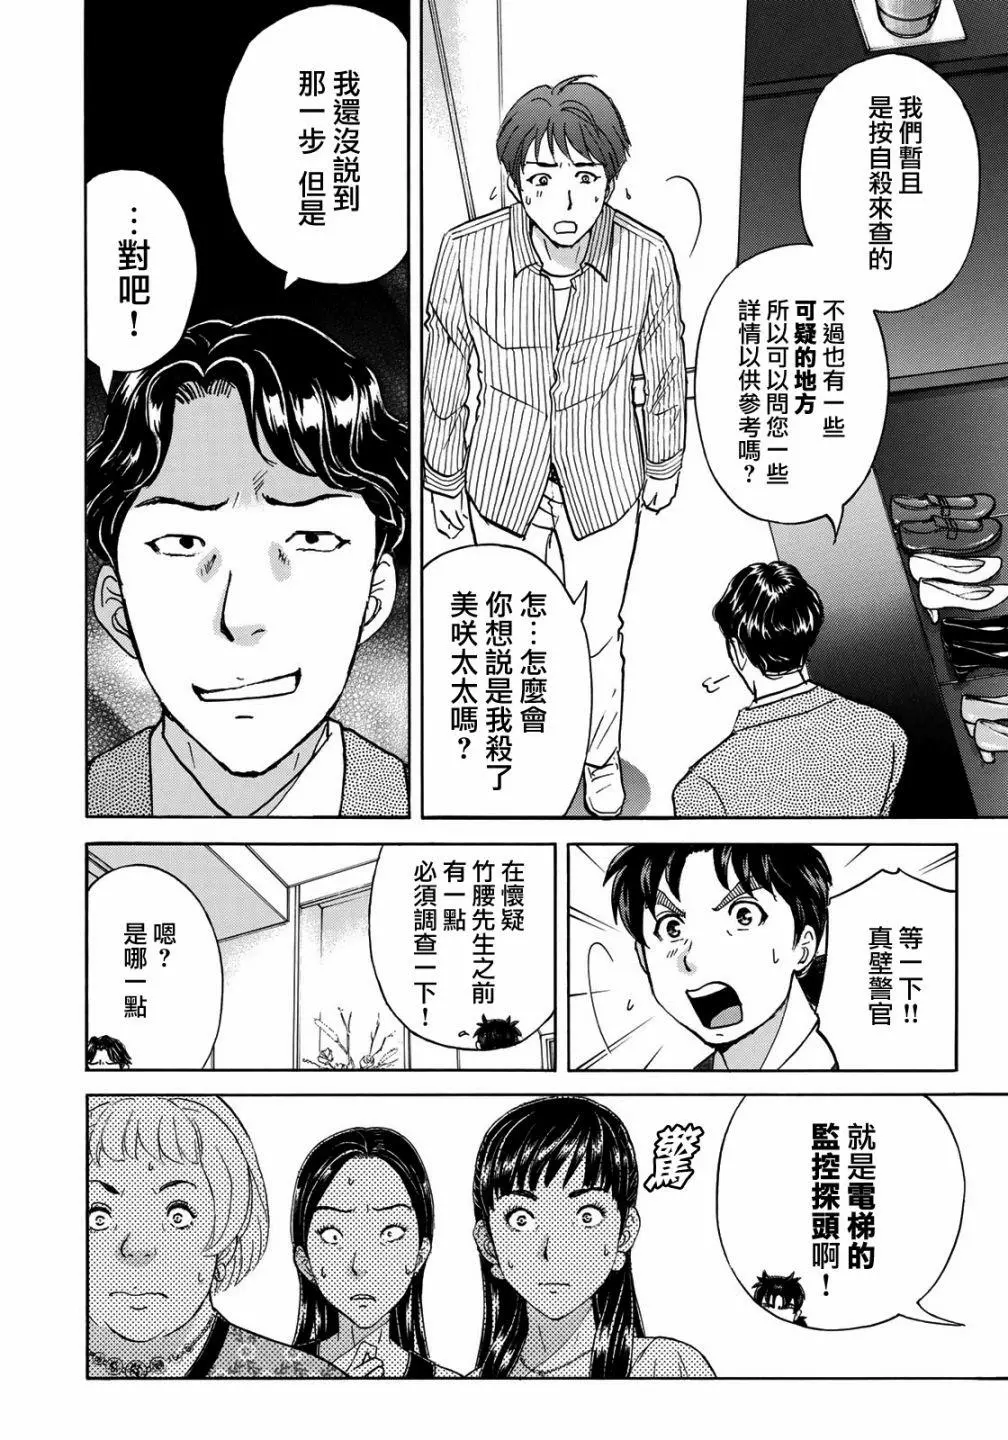 我們暫且
是按自殺來查的
不過也有一些
可疑的地方
所以可以問您一些
詳情以供參考嗎？
怎…怎麼會
你想說是我殺了
美咲太太嗎？
我還沒説到
那一步 但是
…對吧！
等一下!!
真壁警官
在懷疑
竹腰先生之前
有一點
必須調查一下！
嗯？
是哪一點
就是電梯的
監控探頭啊！
驚